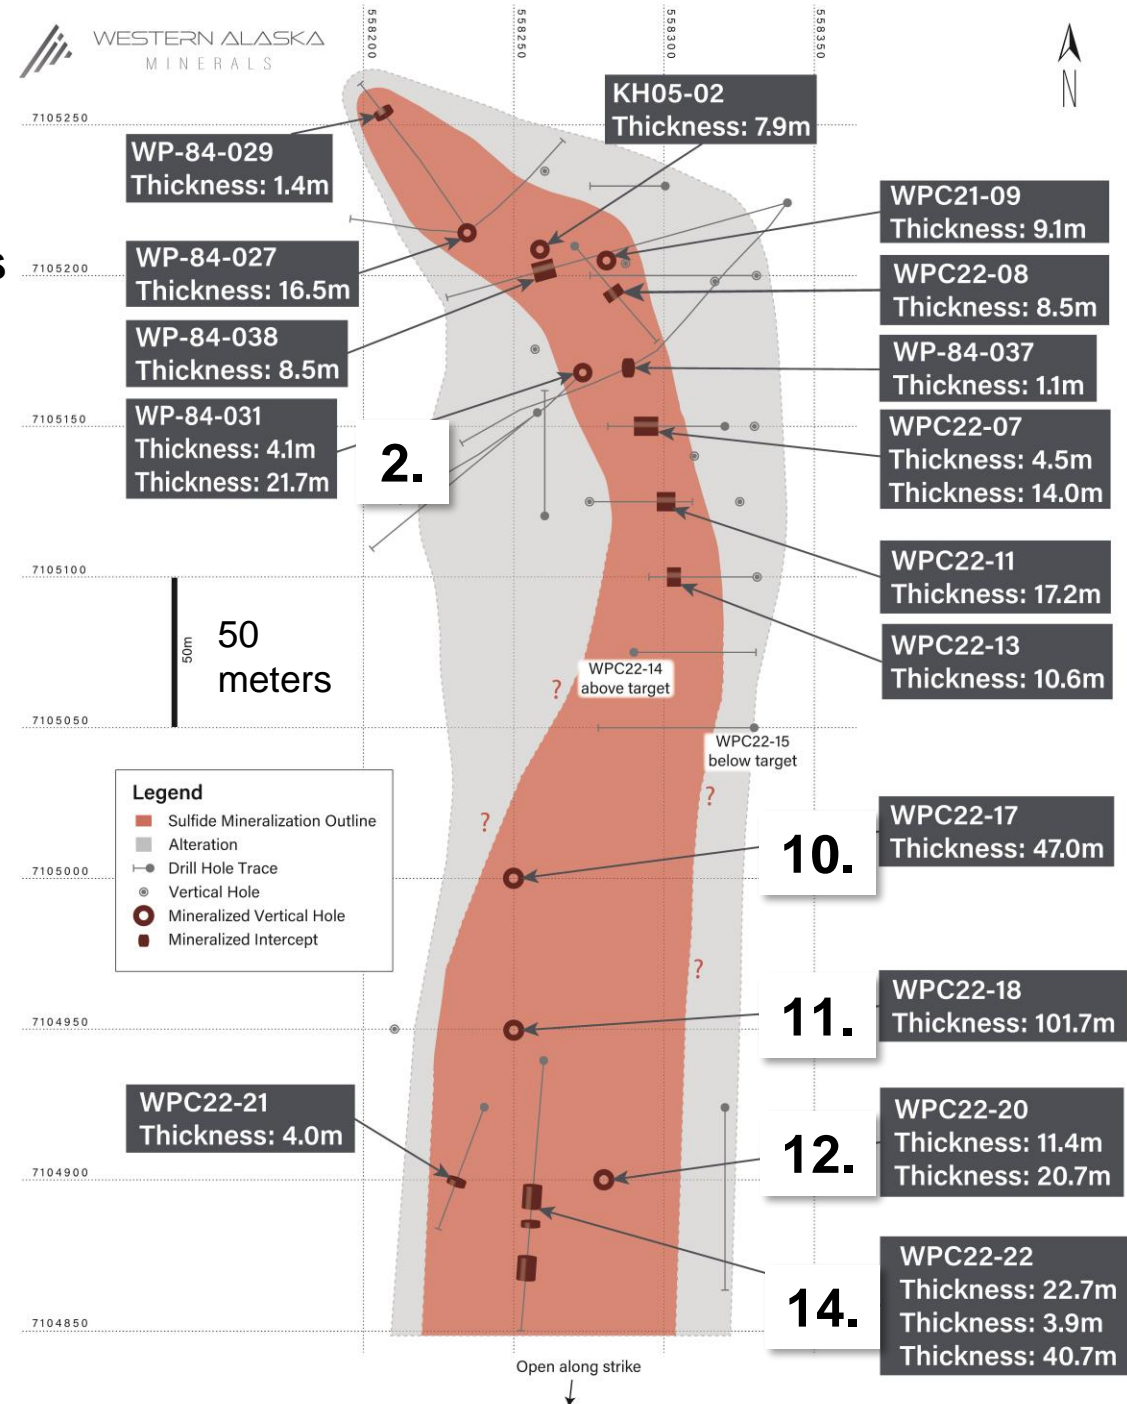 WESTERN ALASKA
MINERALS
558200
558250
558300
558350
N
7105250
7105200
7105150
7105100
7105050
7105000
7104950
7104900
7104850
s
KH05-02
Thickness: 7.9m
WP-84-029
Thickness: 1.4m
WPC21-09
Thickness: 9.1m
WP-84-027
Thickness: 16.5m
WPC22-08
Thickness: 8.5m
WP-84-038
Thickness: 8.5m
WP-84-037
Thickness: 1.1m
WP-84-031
Thickness: 4.1m
Thickness: 21.7m
2.
WPC22-07
Thickness: 4.5m
Thickness: 14.0m
WPC22-11
Thickness: 17.2m
WPC22-13
Thickness: 10.6m
50m
50
meters
WPC22-14
above target
?
WPC22-15
below target
?
?
Legend
Sulfide Mineralization Outline
Alteration
Drill Hole Trace
Vertical Hole
Mineralized Vertical Hole
Mineralized Intercept
10.
WPC22-17
Thickness: 47.0m
?
11.
WPC22-18
Thickness: 101.7m
WPC22-21
Thickness: 4.0m
12.
WPC22-20
Thickness: 11.4m
Thickness: 20.7m
14.
WPC22-22
Thickness: 22.7m
Thickness: 3.9m
Thickness: 40.7m
Open along strike